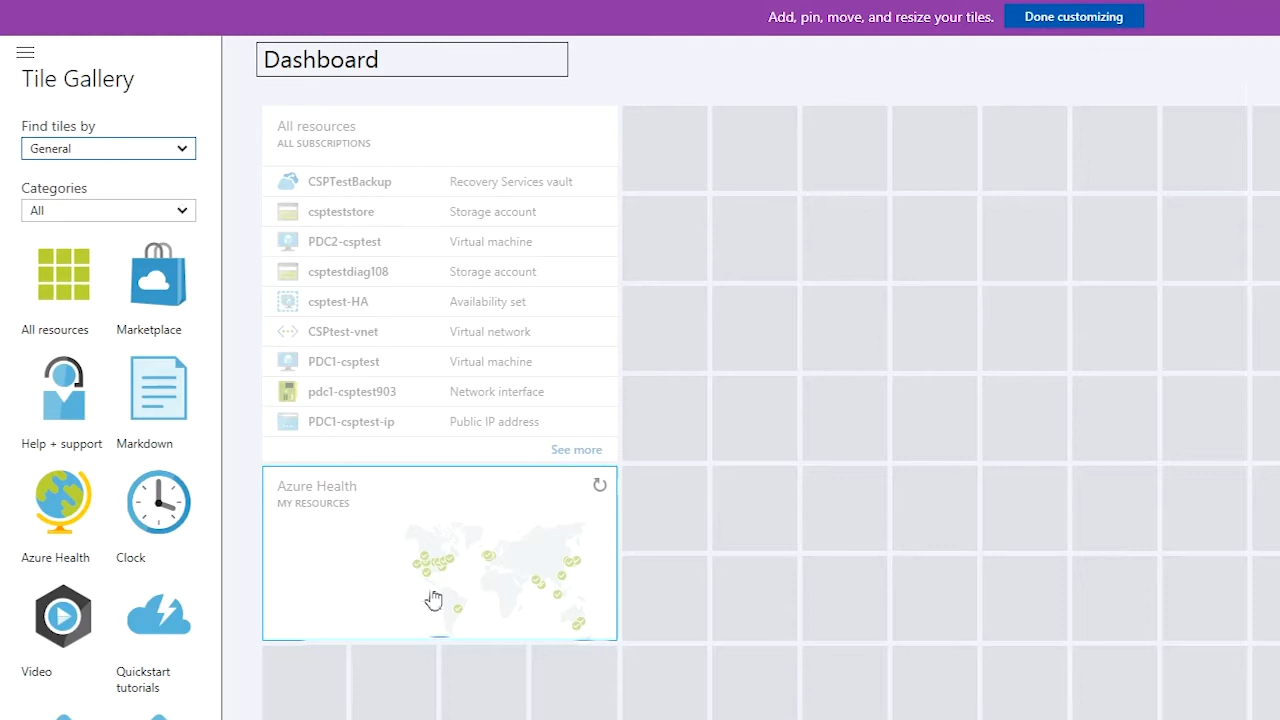 Add, pin, move, and resize your tiles. Done customizing
Tile Gallery
Find tiles by
General
Categories
All
All resources
Marketplace
Help + support
Markdown
Azure Health
Clock
Video
Quickstart
tutorials
Dashboard
All resources
ALL SUBSCRIPTIONS
CSPTestBackup Recovery Services vault
cspteststore Storage account
PDC2-csptest Virtual machine
csptestdiag108 Storage account
csptest-HA Availability set
CSPtest-vnet Virtual network
PDC1-csptest Virtual machine
pdc1-csptest903 Network interface
PDC1-csptest-ip Public IP address
See more
Azure Health
MY RESOURCES